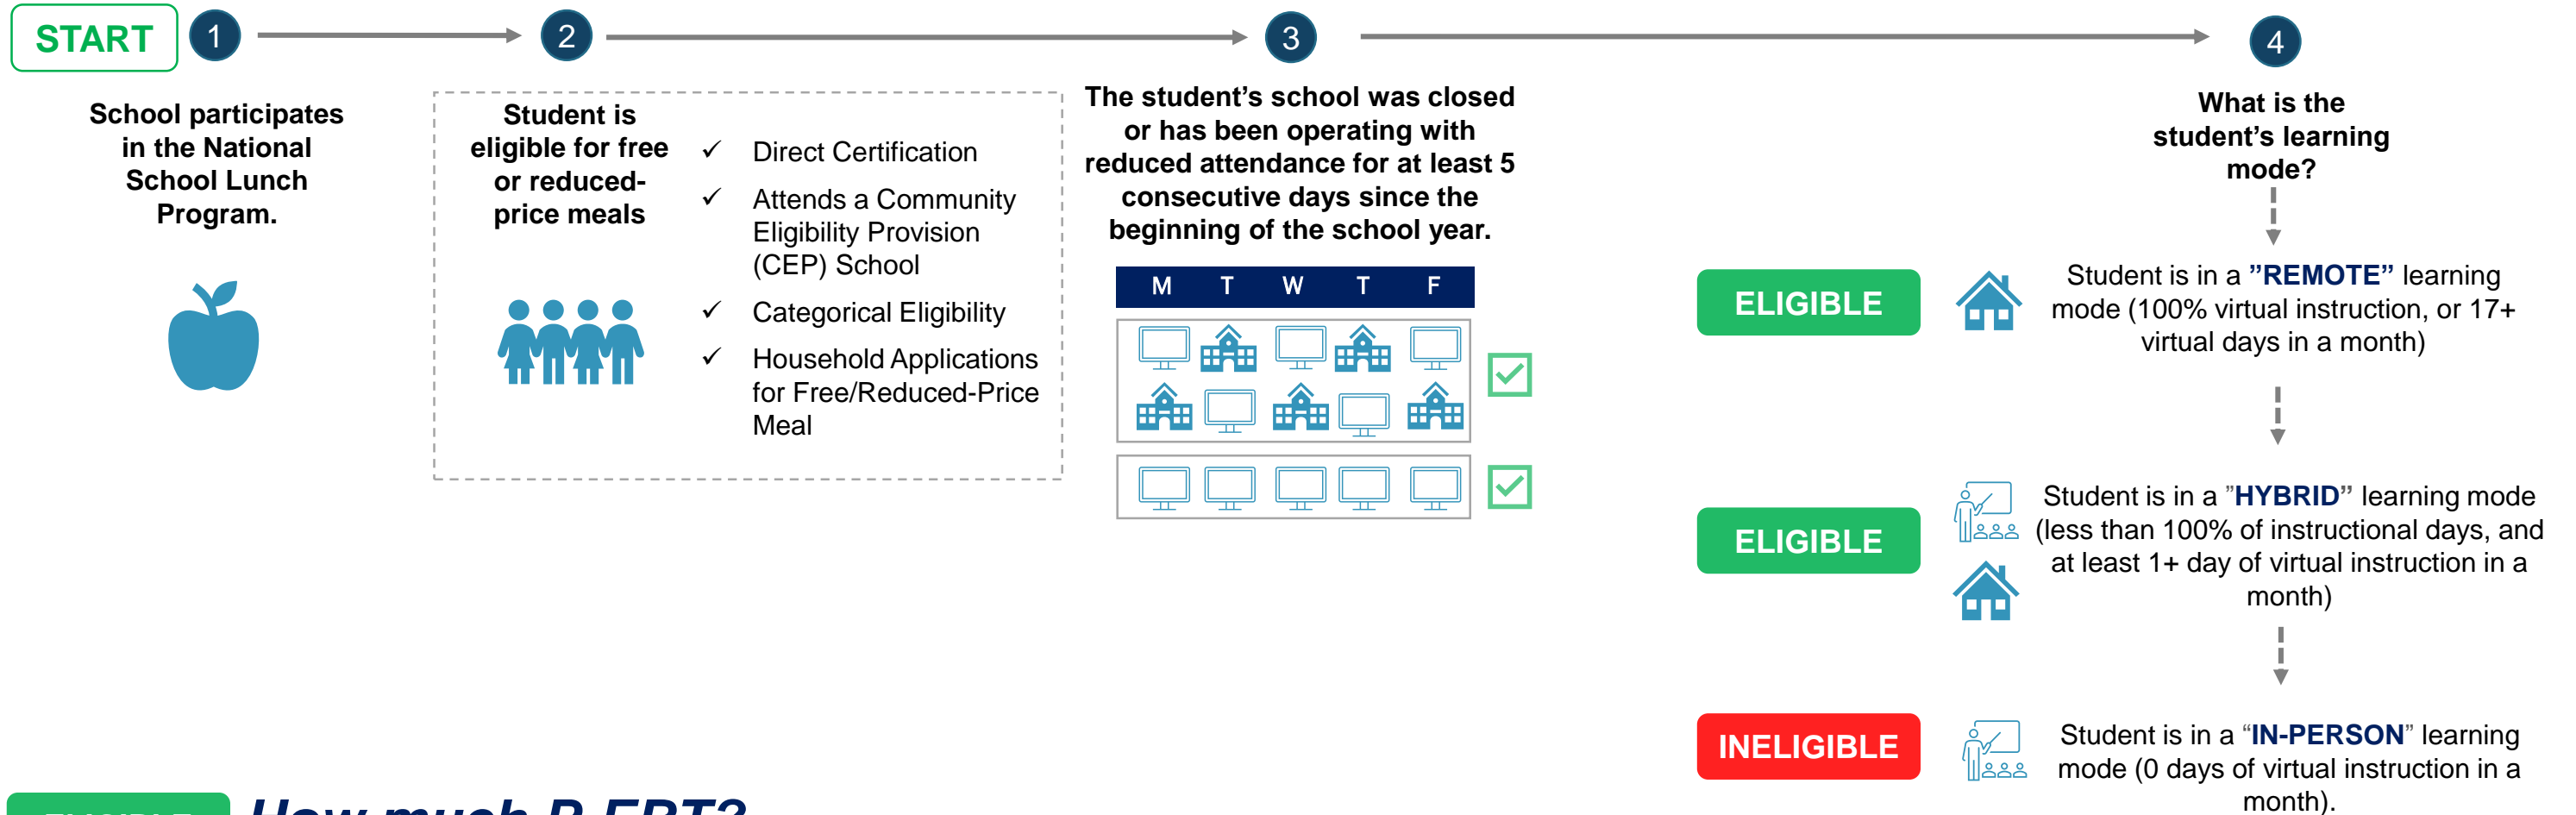 START
1
2
3
4
School participates
in the National
School Lunch
Program.
Student is
eligible for free
or reduced-
price meals
✓ Direct Certification
✓ Attends a Community
Eligibility Provision
(CEP) School
✓ Categorical Eligibility
✓ Household Applications
for Free/Reduced-Price
Meal
The student’s school was closed
or has been operating with
reduced attendance for at least 5
consecutive days since the
beginning of the school year.
M T W T F
What is the
student’s learning
mode?
ELIGIBLE
Student is in a ”REMOTE” learning
mode (100% virtual instruction, or 17+
virtual days in a month)
ELIGIBLE
Student is in a ”HYBRID” learning mode
(less than 100% of instructional days, and
at least 1+ day of virtual instruction in a
month)
INELIGIBLE
Student is in a “IN-PERSON” learning
mode (0 days of virtual instruction in a
month).
ELIGIBLE
How much P-EBT?